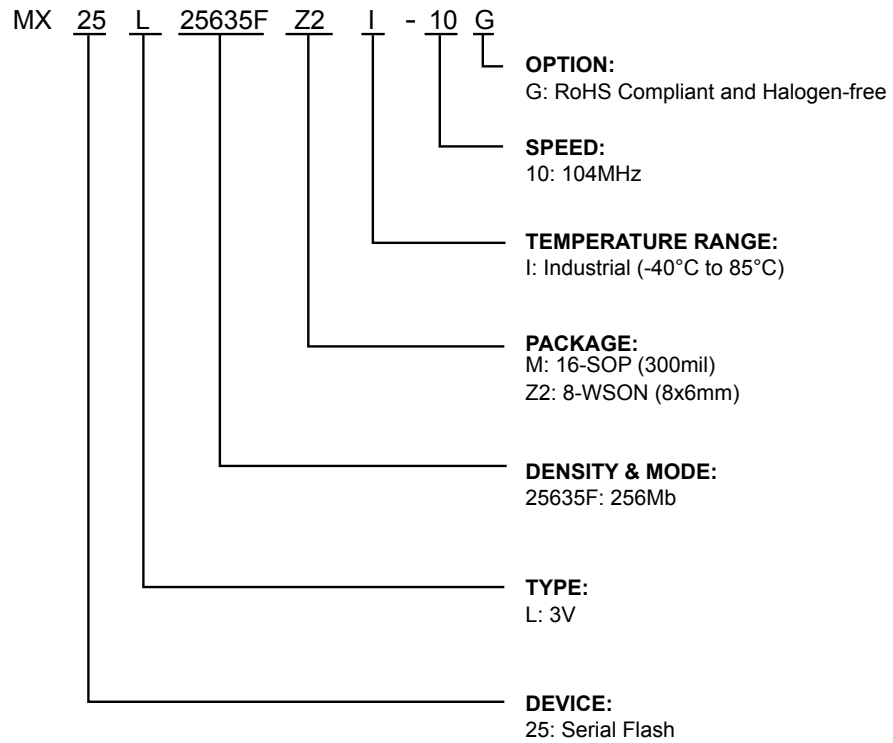 MX 25 L 25635F Z2 I - 10 G
OPTION:
G: RoHS Compliant and Halogen-free
SPEED:
10: 104MHz
TEMPERATURE RANGE:
I: Industrial (-40°C to 85°C)
PACKAGE:
M: 16-SOP (300mil)
Z2: 8-WSON (8x6mm)
DENSITY & MODE:
25635F: 256Mb
TYPE:
L: 3V
DEVICE:
25: Serial Flash